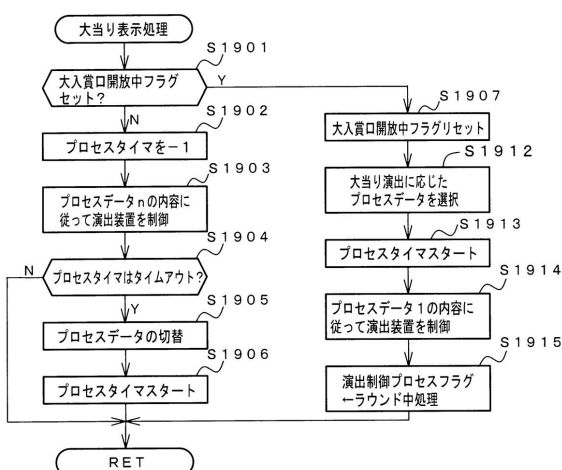 大当り表示処理
S1901
大入賞口開放中フラグ
セット?
Y
N
S1902
プロセスタイマを-1
S1903
プロセスデータnの内容に
従って演出装置を制御
S1904
N
プロセスタイマはタイムアウト?
Y
S1905
プロセスデータの切替
S1906
プロセスタイマスタート
RET
S1907
大入賞口開放中フラグリセット
S1912
大当り演出に応じた
プロセスデータを選択
S1913
プロセスタイマスタート
S1914
プロセスデータ1の内容に
従って演出装置を制御
S1915
演出制御プロセスフラグ
←ラウンド中処理